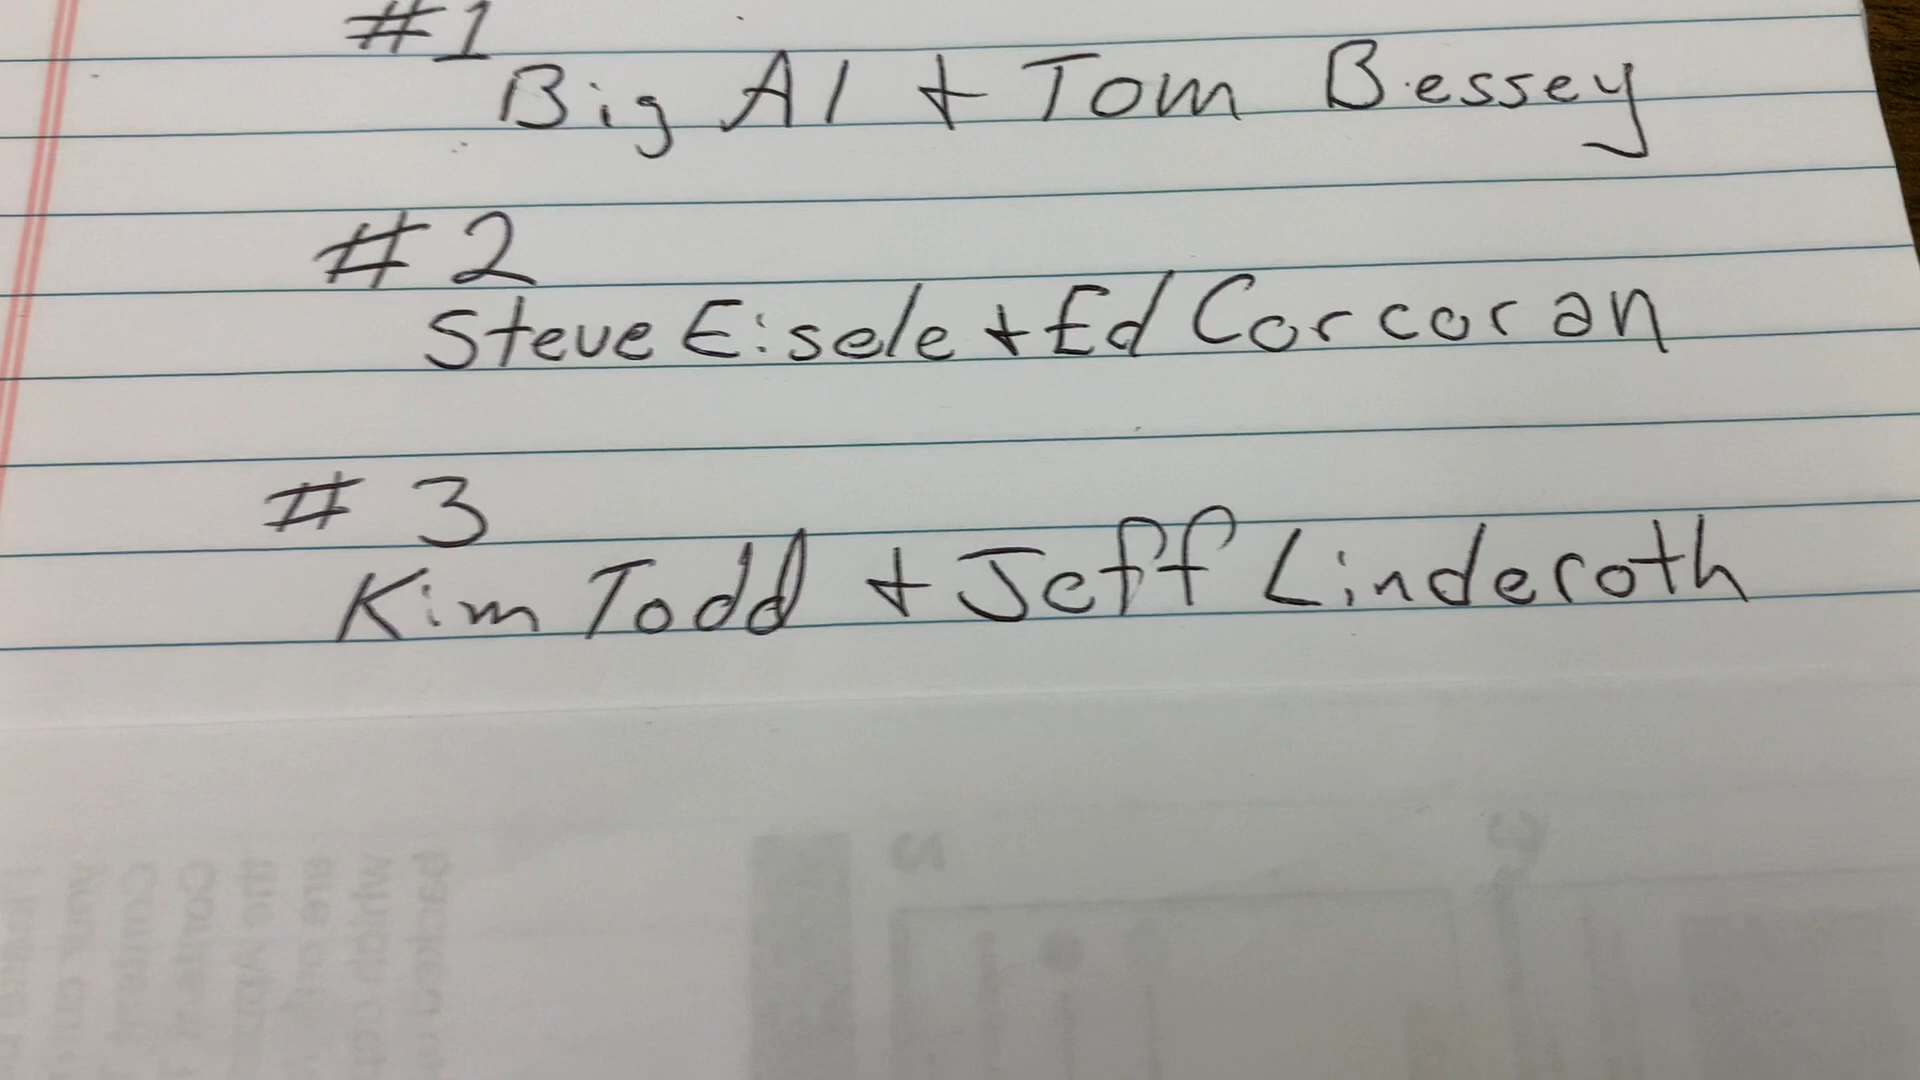 #1
Big Al + Tom Bessey
#2
Steve Eisele + Ed Corcoran
#3
Kim Todd + Jeff Linderoth